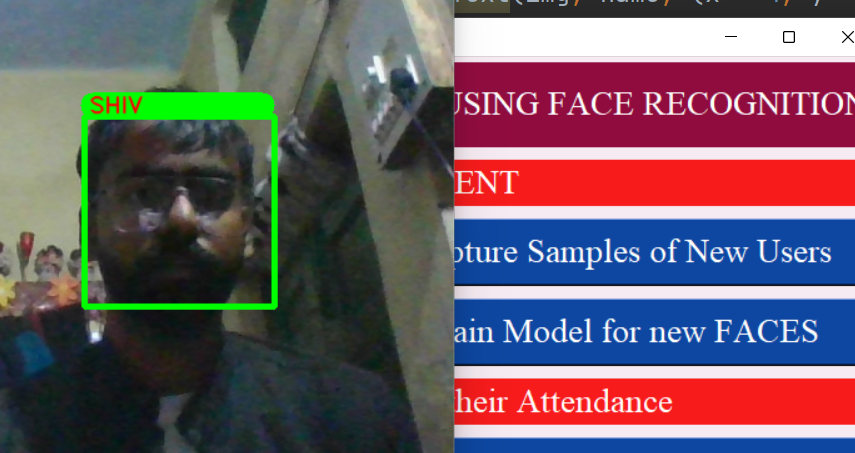 SHIV
USING FACE RECOGNITION
ENT
pture Samples of New Users
ain Model for new FACES
heir Attendance